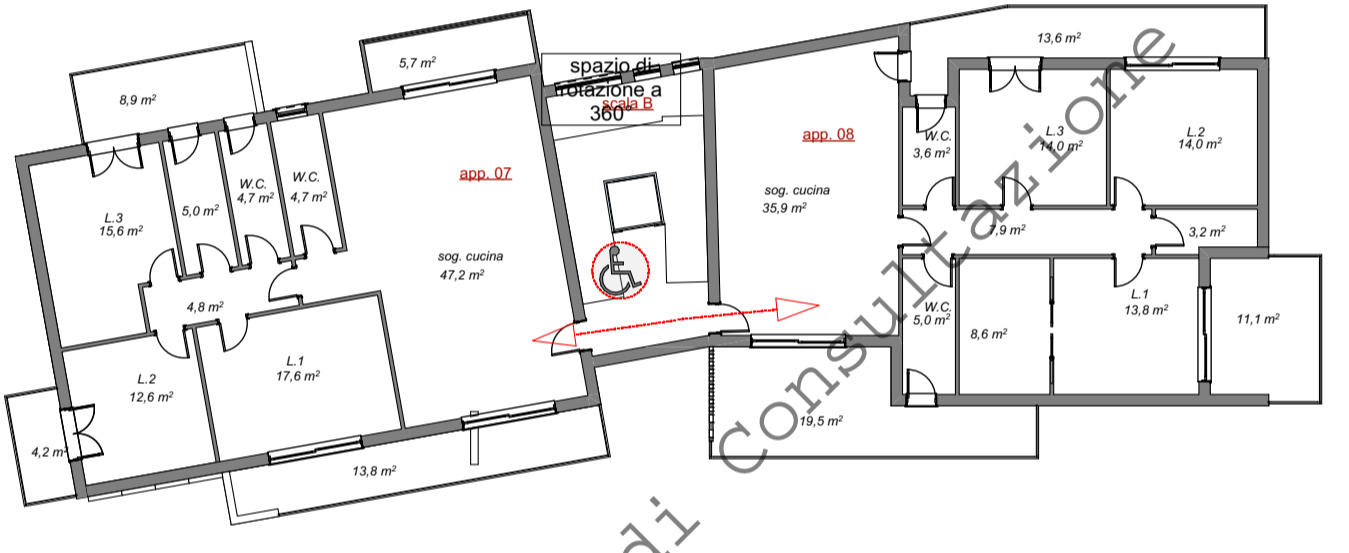 8,9 m²
5,7 m²
L.3
15,6 m²
5,0 m²
W.C.
4,7 m²
W.C.
4,7 m²
app. 07
sog. cucina
47,2 m²
4,8 m²
L.2
12,6 m²
L.1
17,6 m²
4,2 m²
13,8 m²
spazio di
rotazione a
360°
scala B
app. 08
sog. cucina
35,9 m²
13,6 m²
W.C.
3,6 m²
L.3
14,0 m²
L.2
14,0 m²
7,9 m²
3,2 m²
W.C.
5,0 m²
8,6 m²
L.1
13,8 m²
11,1 m²
19,5 m²
di Consultazione